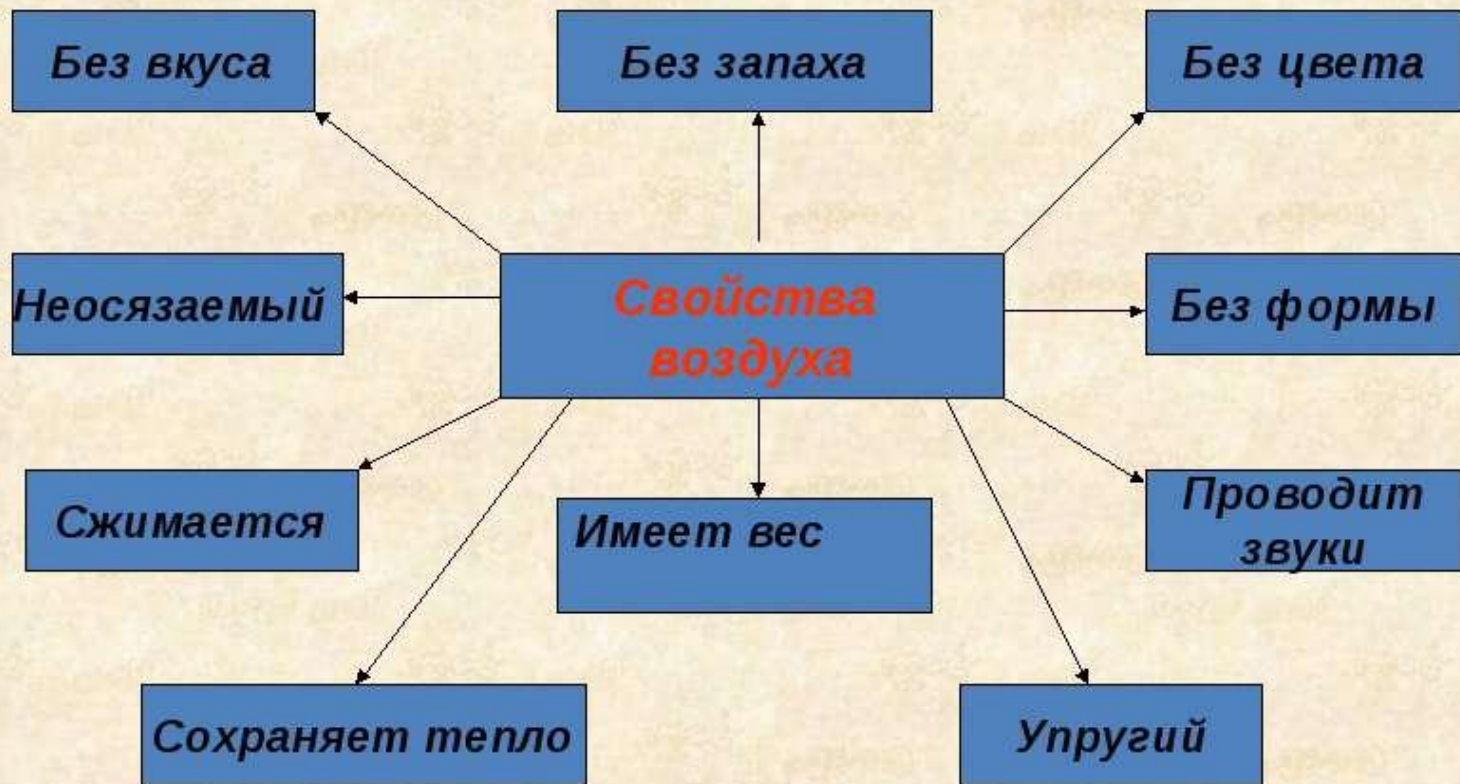 Без вкуса
Без запаха
Без цвета
Неосязаемый
Свойства
воздуха
Без формы
Сжимается
Имеет вес
Проводит
звуки
Сохраняет тепло
Упругий